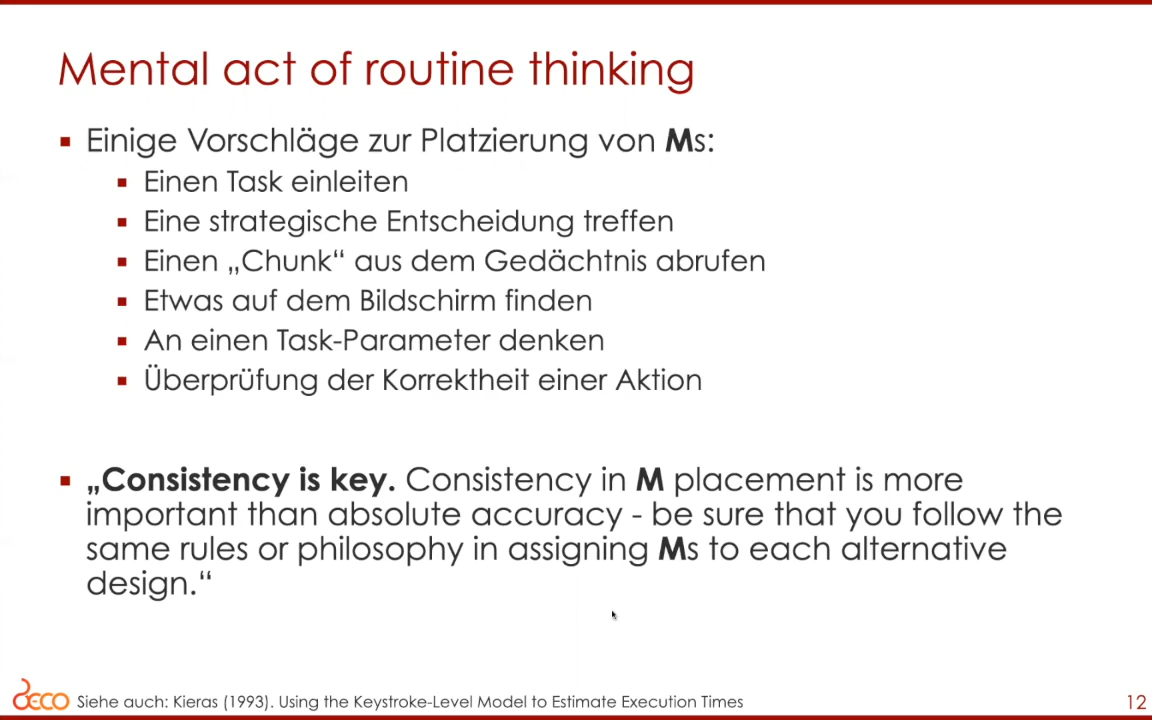 Mental act of routine thinking
Einige Vorschläge zur Platzierung von Ms:
Einen Task einleiten
Eine strategische Entscheidung treffen
Einen „Chunk“ aus dem Gedächtnis abrufen
Etwas auf dem Bildschirm finden
An einen Task-Parameter denken
Überprüfung der Korrektheit einer Aktion
„Consistency is key. Consistency in M placement is more
important than absolute accuracy - be sure that you follow the
same rules or philosophy in assigning Ms to each alternative
design.“
DECO Siehe auch: Kieras (1993). Using the Keystroke-Level Model to Estimate Execution Times
12